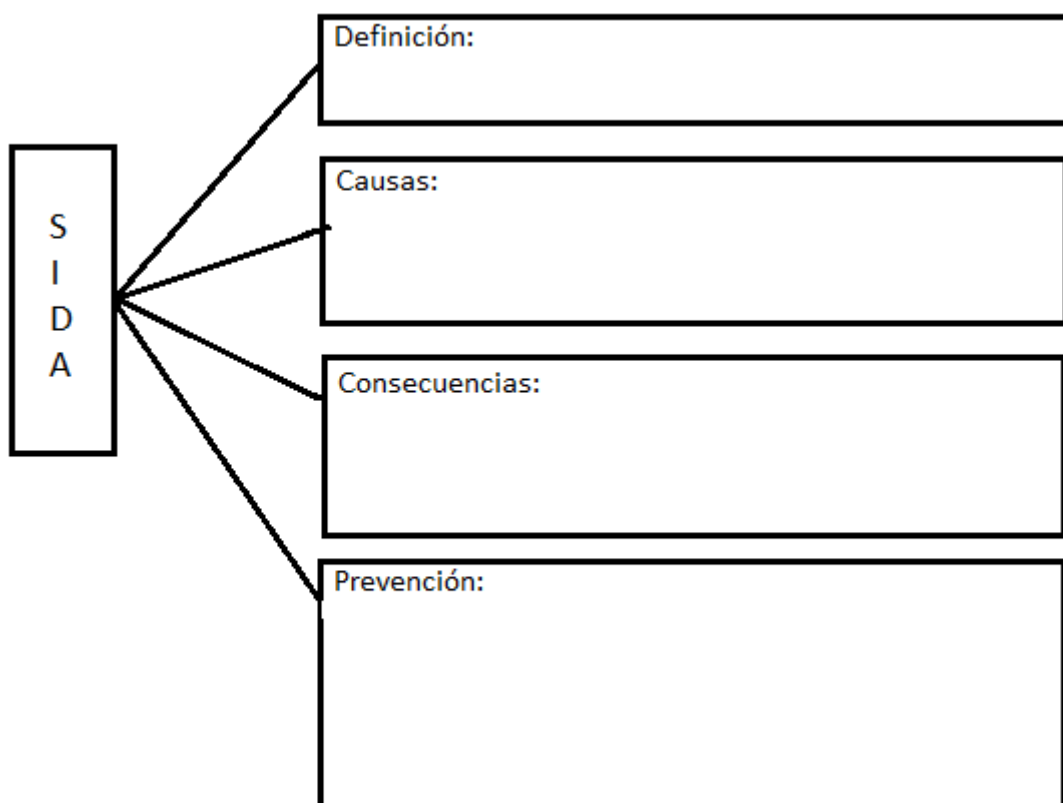 Definición:
Causas:
S
I
D
A
Consecuencias:
Prevención: